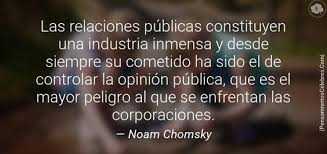 Las relaciones públicas constituyen
una industria inmensa y desde
siempre su cometido ha sido el de
controlar la opinión pública, que es el
mayor peligro al que se enfrentan las
corporaciones.
— Noam Chomsky
(PensamientosCelebres.Com)